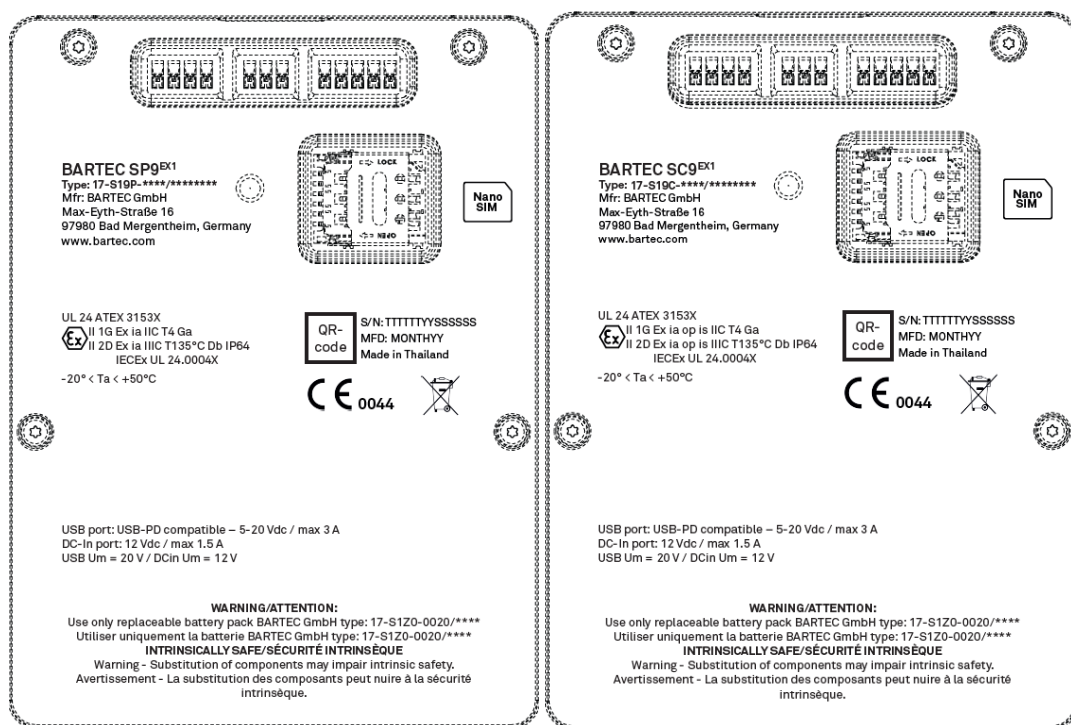 LOCK
OPEN
BARTEC SP9EX1
Type: 17-S19P-****/********
Mfr: BARTEC GmbH
Max-Eyth-Straße 16
97980 Bad Mergentheim, Germany
www.bartec.com
Nano
SIM
UL 24 ATEX 3153X
Ex
II 1G Ex ia IIC T4 Ga
II 2D Ex ia IIIC T135°C Db IP64
IECEx UL 24.0004X
-20° < Ta < +50°C
QR-
code
S/N: TTTTTTYYSSSSSS
MFD: MONTHYY
Made in Thailand
CE 0044
USB port: USB-PD compatible – 5-20 Vdc / max 3 A
DC-In port: 12 Vdc / max 1.5 A
USB Um = 20 V / DCin Um = 12 V
WARNING/ATTENTION:
Use only replaceable battery pack BARTEC GmbH type: 17-S1Z0-0020/****
Utiliser uniquement la batterie BARTEC GmbH type: 17-S1Z0-0020/****
INTRINSICALLY SAFE/SÉCURITÉ INTRINSÈQUE
Warning - Substitution of components may impair intrinsic safety.
Avertissement - La substitution des composants peut nuire à la sécurité
intrinsèque.
LOCK
OPEN
BARTEC SC9EX1
Type: 17-S19C-****/********
Mfr: BARTEC GmbH
Max-Eyth-Straße 16
97980 Bad Mergentheim, Germany
www.bartec.com
Nano
SIM
UL 24 ATEX 3153X
Ex
II 1G Ex ia op is IIC T4 Ga
II 2D Ex ia op is IIIC T135°C Db IP64
IECEx UL 24.0004X
-20° < Ta < +50°C
QR-
code
S/N: TTTTTTYYSSSSSS
MFD: MONTHYY
Made in Thailand
CE 0044
USB port: USB-PD compatible – 5-20 Vdc / max 3 A
DC-In port: 12 Vdc / max 1.5 A
USB Um = 20 V / DCin Um = 12 V
WARNING/ATTENTION:
Use only replaceable battery pack BARTEC GmbH type: 17-S1Z0-0020/****
Utiliser uniquement la batterie BARTEC GmbH type: 17-S1Z0-0020/****
INTRINSICALLY SAFE/SÉCURITÉ INTRINSÈQUE
Warning - Substitution of components may impair intrinsic safety.
Avertissement - La substitution des composants peut nuire à la sécurité
intrinsèque.